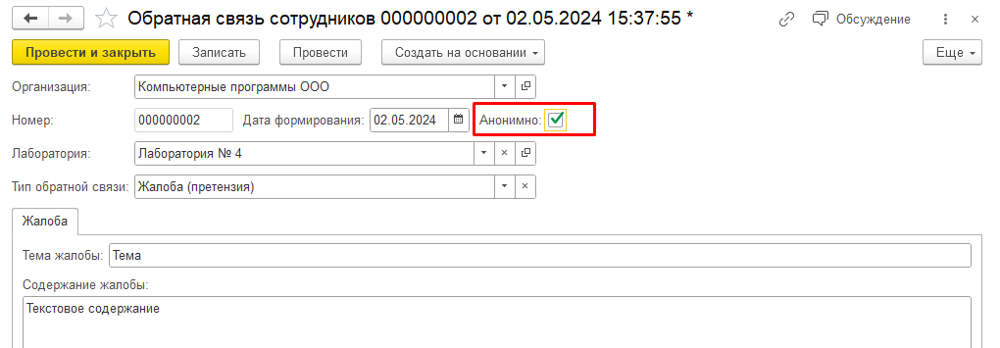 Обратная связь сотрудников 000000002 от 02.05.2024 15:37:55 * Обсуждение
Провести и закрыть Записать Провести Создать на основании Еще
Организация: Компьютерные программы ООО
Номер: 000000002 Дата формирования: 02.05.2024 Анонимно:
Лаборатория: Лаборатория № 4
Тип обратной связи: Жалоба (претензия)
Жалоба
Тема жалобы: Тема
Содержание жалобы:
Текстовое содержание